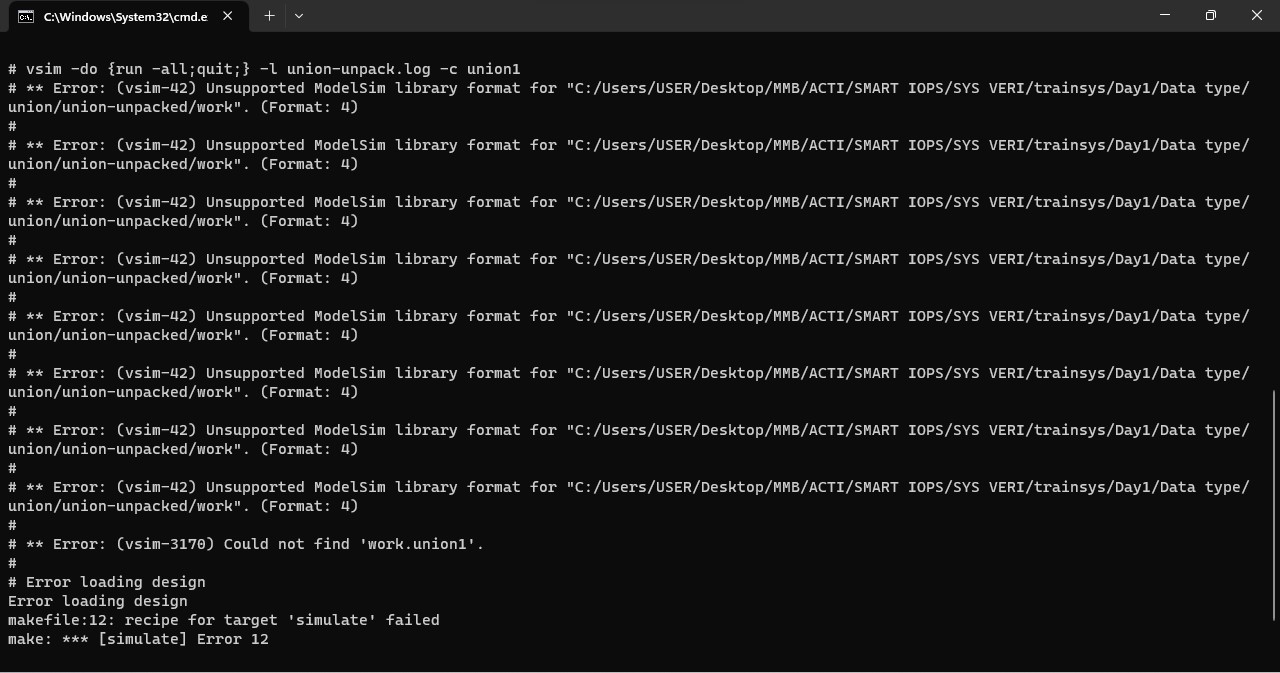 C:\Windows\System32\cmd.e
# vsim -do {run -all;quit;} -l union-unpack.log -c union1
# ** Error: (vsim-42) Unsupported ModelSim library format for "C:/Users/USER/Desktop/MMB/ACTI/SMART IOPS/SYS VERI/trainsys/Day1/Data type/
union/union-unpacked/work". (Format: 4)
#
# ** Error: (vsim-42) Unsupported ModelSim library format for "C:/Users/USER/Desktop/MMB/ACTI/SMART IOPS/SYS VERI/trainsys/Day1/Data type/
union/union-unpacked/work". (Format: 4)
#
# ** Error: (vsim-42) Unsupported ModelSim library format for "C:/Users/USER/Desktop/MMB/ACTI/SMART IOPS/SYS VERI/trainsys/Day1/Data type/
union/union-unpacked/work". (Format: 4)
#
# ** Error: (vsim-42) Unsupported ModelSim library format for "C:/Users/USER/Desktop/MMB/ACTI/SMART IOPS/SYS VERI/trainsys/Day1/Data type/
union/union-unpacked/work". (Format: 4)
#
# ** Error: (vsim-42) Unsupported ModelSim library format for "C:/Users/USER/Desktop/MMB/ACTI/SMART IOPS/SYS VERI/trainsys/Day1/Data type/
union/union-unpacked/work". (Format: 4)
#
# ** Error: (vsim-42) Unsupported ModelSim library format for "C:/Users/USER/Desktop/MMB/ACTI/SMART IOPS/SYS VERI/trainsys/Day1/Data type/
union/union-unpacked/work". (Format: 4)
#
# ** Error: (vsim-42) Unsupported ModelSim library format for "C:/Users/USER/Desktop/MMB/ACTI/SMART IOPS/SYS VERI/trainsys/Day1/Data type/
union/union-unpacked/work". (Format: 4)
#
# ** Error: (vsim-42) Unsupported ModelSim library format for "C:/Users/USER/Desktop/MMB/ACTI/SMART IOPS/SYS VERI/trainsys/Day1/Data type/
union/union-unpacked/work". (Format: 4)
#
# ** Error: (vsim-3170) Could not find 'work.union1'.
#
# Error loading design
Error loading design
makefile:12: recipe for target 'simulate' failed
make: *** [simulate] Error 12